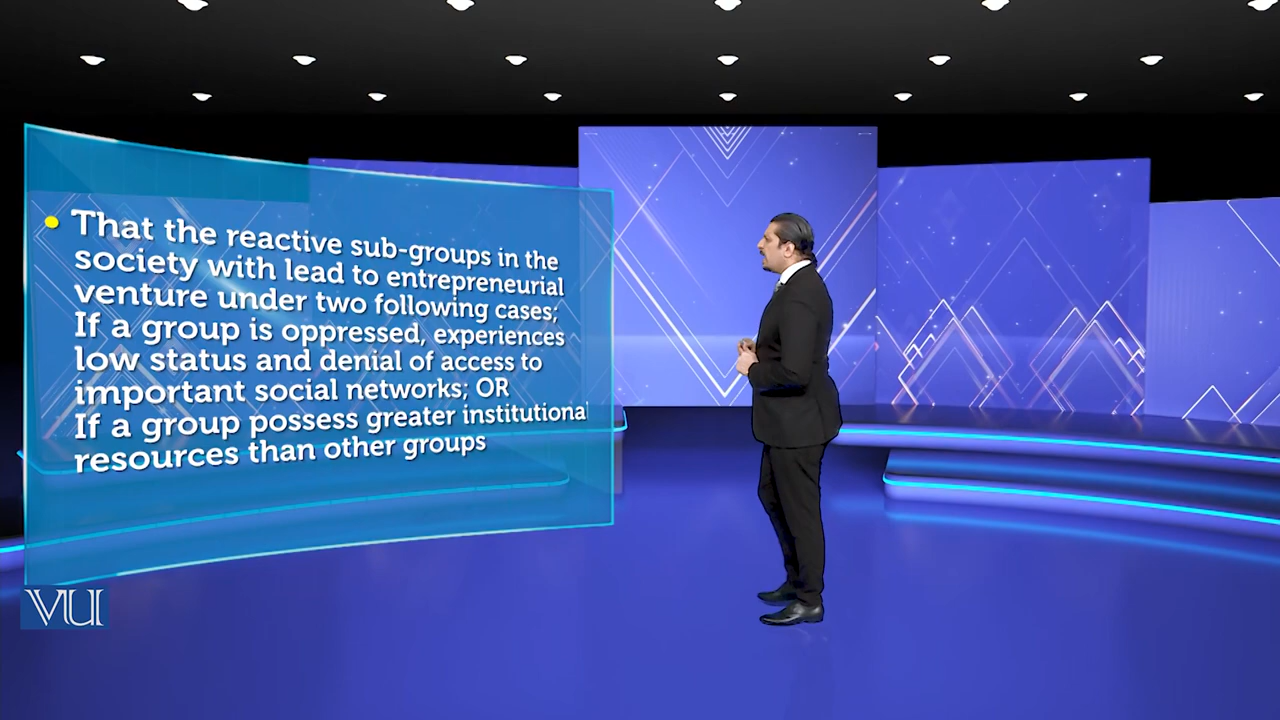 That the reactive sub-groups in the
society with lead to entrepreneurial
venture under two following cases;
If a group is oppressed, experiences
low status and denial of access to
important social networks; OR
If a group possess greater institutional
resources than other groups
VU